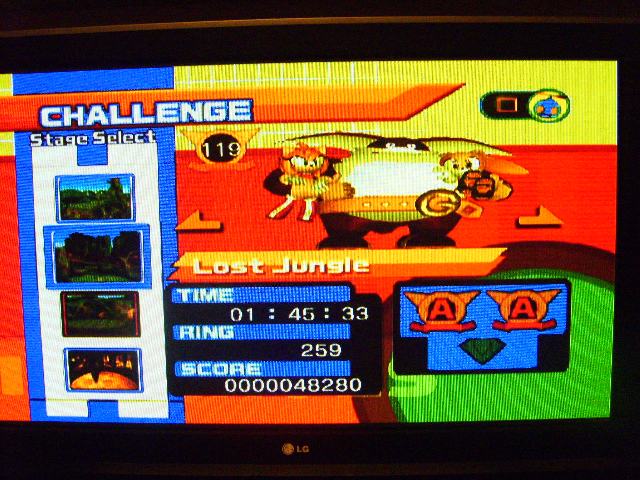 CHALLENGE
Stage Select
119
Lost Jungle
TIME
01 : 45 : 33
RING
259
SCORE
0000048280
A A
LG